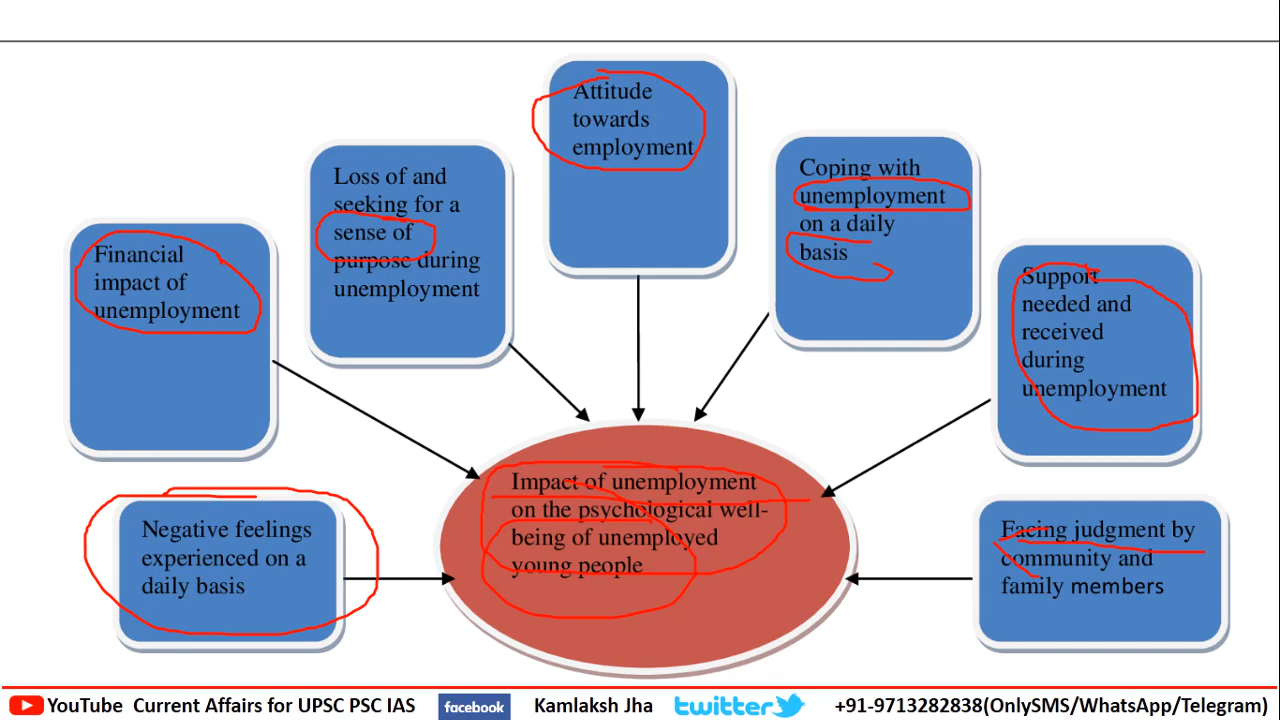 Attitude
towards
employment
Loss of and
seeking for a
sense of
purpose during
unemployment
Coping with
unemployment
on a daily
basis
Financial
impact of
unemployment
Support
needed and
received
during
unemployment
Impact of unemployment
on the psychological well-
being of unemployed
young people
Negative feelings
experienced on a
daily basis
Facing judgment by
community and
family members
YouTube Current Affairs for UPSC PSC IAS facebook Kamlaksh Jha twitter +91-9713282838(OnlySMS/WhatsApp/Telegram)